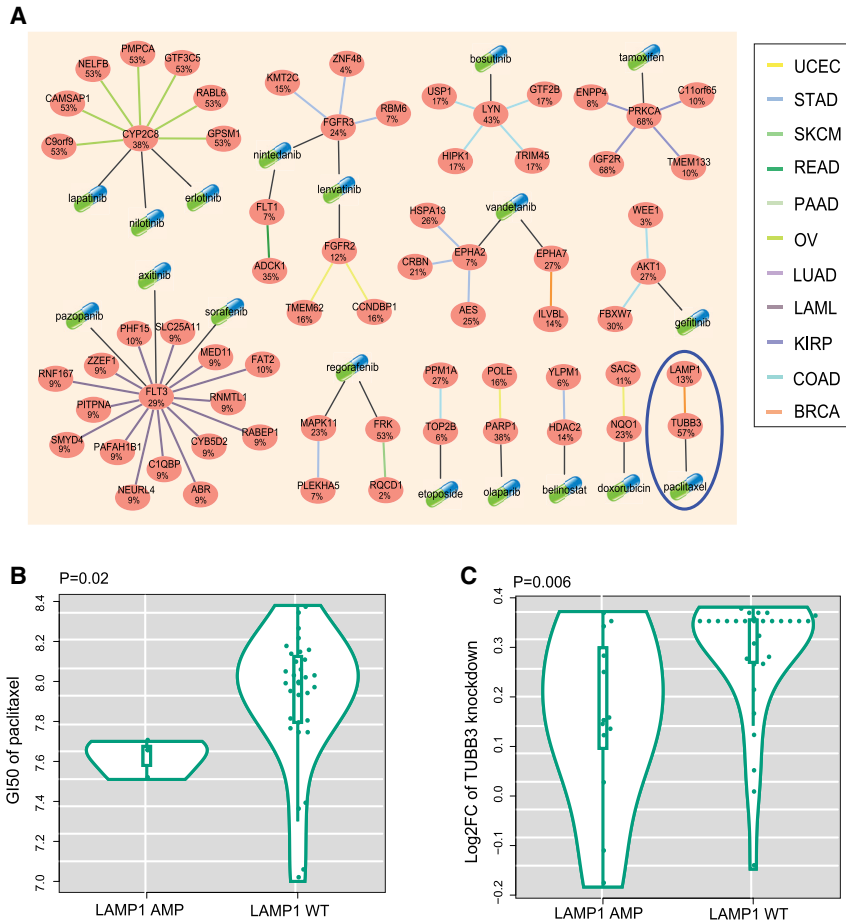 A
PMPCA
53%
NELFB
53%
GTF3C5
53%
CAMSAP1
53%
RABL6
53%
C9orf9
53%
CYP2C8
38%
GPSM1
53%
lapatinib
nilotinib
erlotinib
ZNF48
4%
KMT2C
15%
RBM6
7%
FGFR3
24%
nintedanib
lenvatinib
FLT1
7%
ADCK1
35%
FGFR2
12%
TMEM62
16%
CCNDBP1
16%
bosutinib
USP1
17%
GTF2B
17%
LYN
43%
HIPK1
17%
TRIM45
17%
tamoxifen
ENPP4
8%
C11orf65
10%
PRKCA
68%
IGF2R
68%
TMEM133
10%
vandetanib
HSPA13
26%
CRBN
21%
EPHA2
7%
AES
25%
EPHA7
27%
ILVBL
14%
WEE1
3%
AKT1
27%
FBXW7
30%
gefitinib
axitinib
pazopanib
sorafenib
PHF15
10%
SLC25A11
9%
ZZEF1
9%
MED11
9%
FAT2
10%
RNF167
9%
FLT3
29%
RNMTL1
9%
PITPNA
9%
SMYD4
9%
PAFAH1B1
9%
CYB5D2
9%
RABEP1
9%
C1QBP
9%
NEURL4
9%
ABR
9%
regorafenib
MAPK11
23%
FRK
53%
PLEKHA5
7%
RQCD1
2%
PPM1A
27%
TOP2B
6%
etoposide
POLE
16%
PARP1
38%
olaparib
YLPM1
6%
HDAC2
14%
belinostat
SACS
11%
NQO1
23%
doxorubicin
LAMP1
13%
TUBB3
57%
paclitaxel
UCEC
STAD
SKCM
READ
PAAD
OV
LUAD
LAML
KIRP
COAD
BRCA
B
P=0.02
GI50 of paclitaxel
8.4
8.2
8.0
7.8
7.6
7.4
7.2
7.0
LAMP1 AMP
LAMP1 WT
C
P=0.006
Log2FC of TUBB3 knockdown
0.4
0.3
0.2
0.1
0.0
−0.1
−0.2
LAMP1 AMP
LAMP1 WT